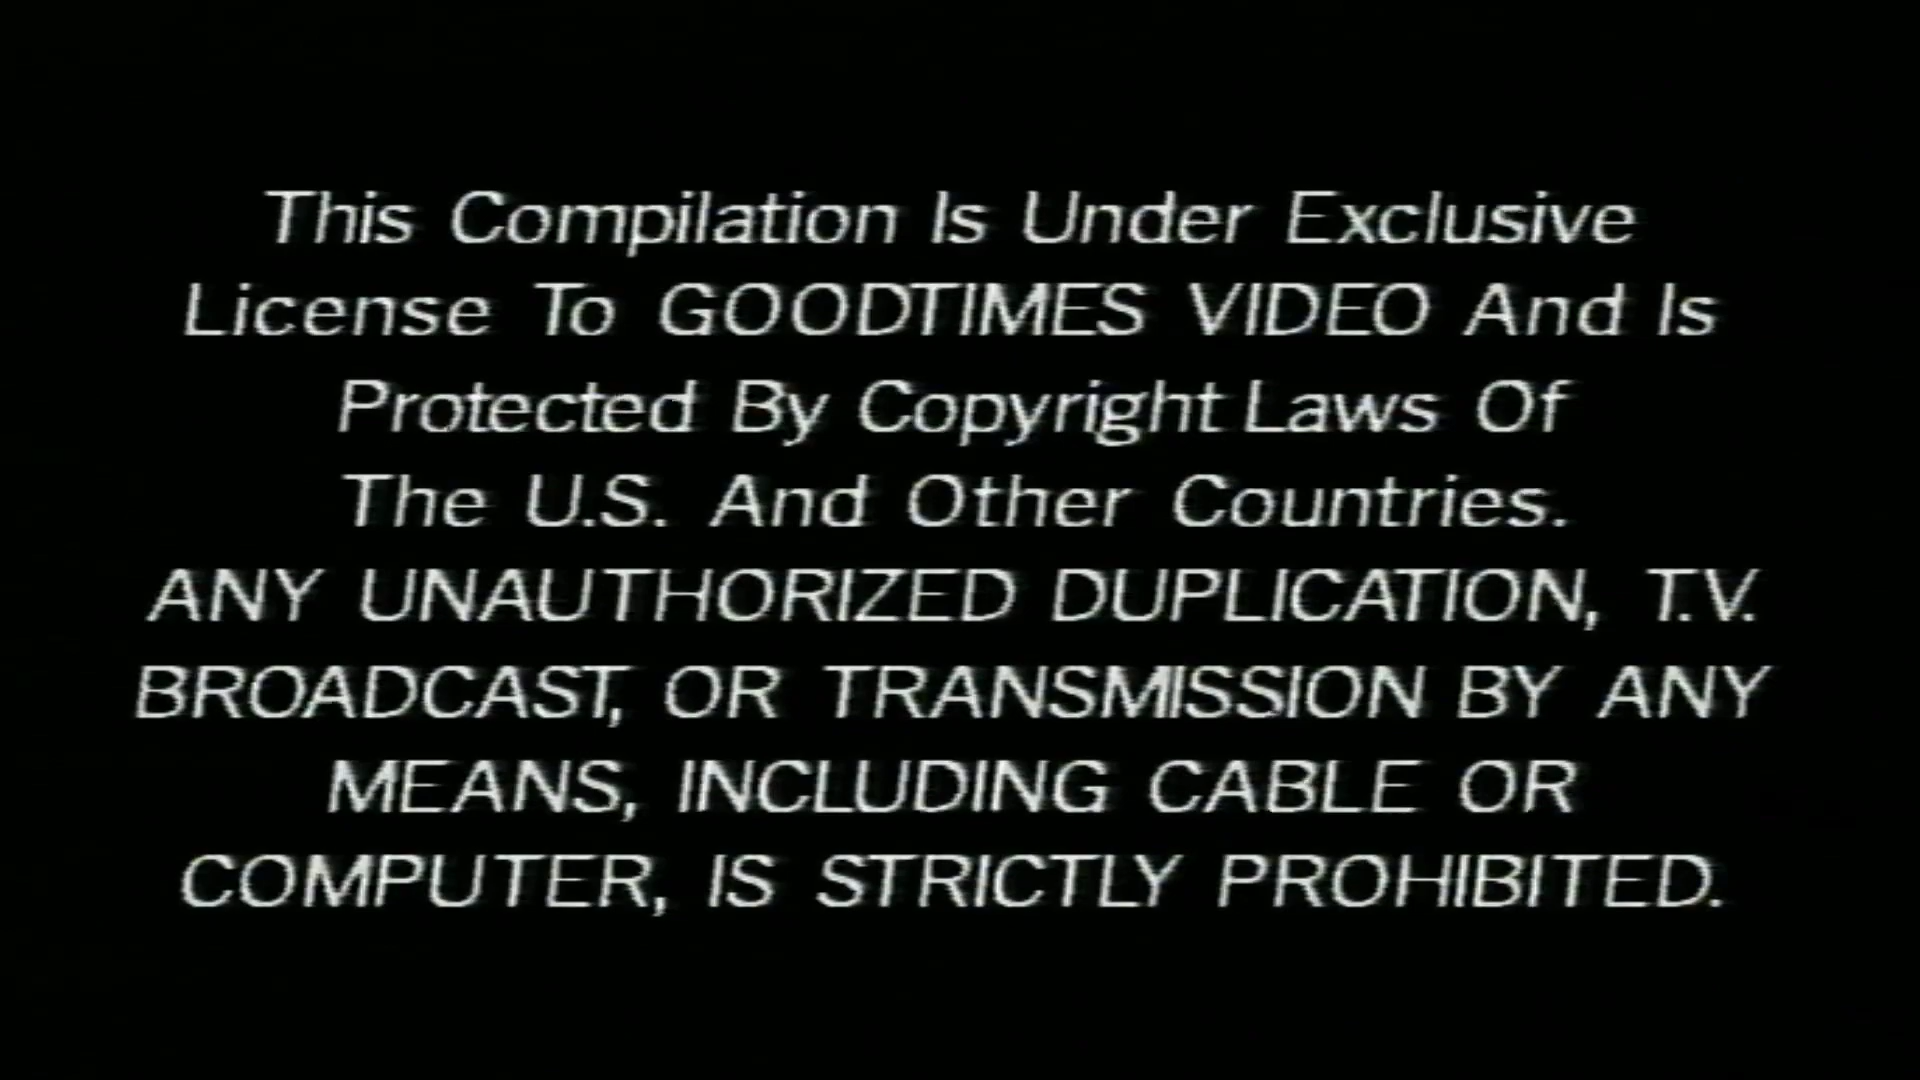 This Compilation Is Under Exclusive
License To GOODTIMES VIDEO And Is
Protected By Copyright Laws Of
The U.S. And Other Countries.
ANY UNAUTHORIZED DUPLICATION, T.V.
BROADCAST, OR TRANSMISSION BY ANY
MEANS, INCLUDING CABLE OR
COMPUTER, IS STRICTLY PROHIBITED.